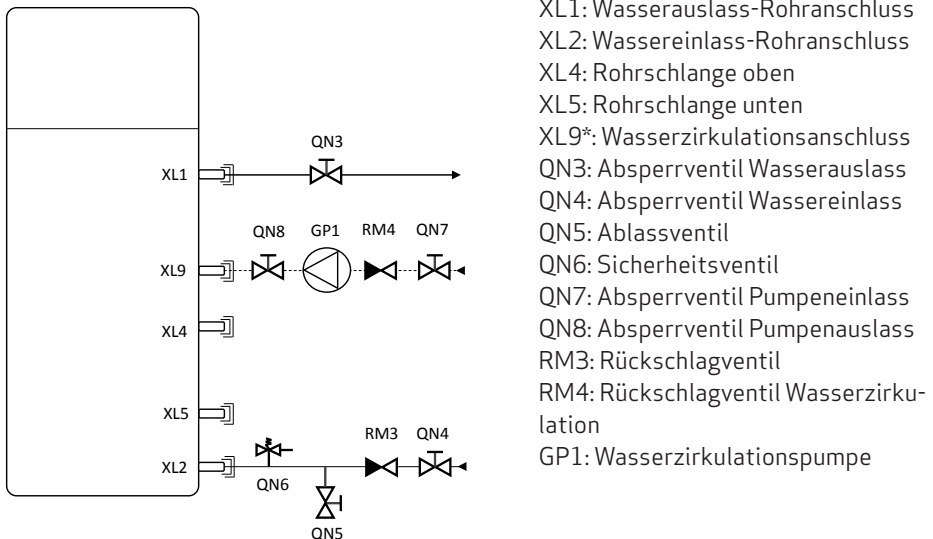 XL1: Wasserauslass-Rohranschluss
XL2: Wassereinlass-Rohranschluss
XL4: Rohrschlange oben
XL5: Rohrschlange unten
XL9*: Wasserzirkulationsanschluss
QN3: Absperrventil Wasserauslass
QN4: Absperrventil Wassereinlass
QN5: Ablassventil
QN6: Sicherheitsventil
QN7: Absperrventil Pumpeneinlass
QN8: Absperrventil Pumpenauslass
RM3: Rückschlagventil
RM4: Rückschlagventil Wasserzirku-
lation
GP1: Wasserzirkulationspumpe
QN3
XL1
QN8 GP1 RM4 QN7
XL9
XL4
XL5
RM3 QN4
XL2
QN6
QN5